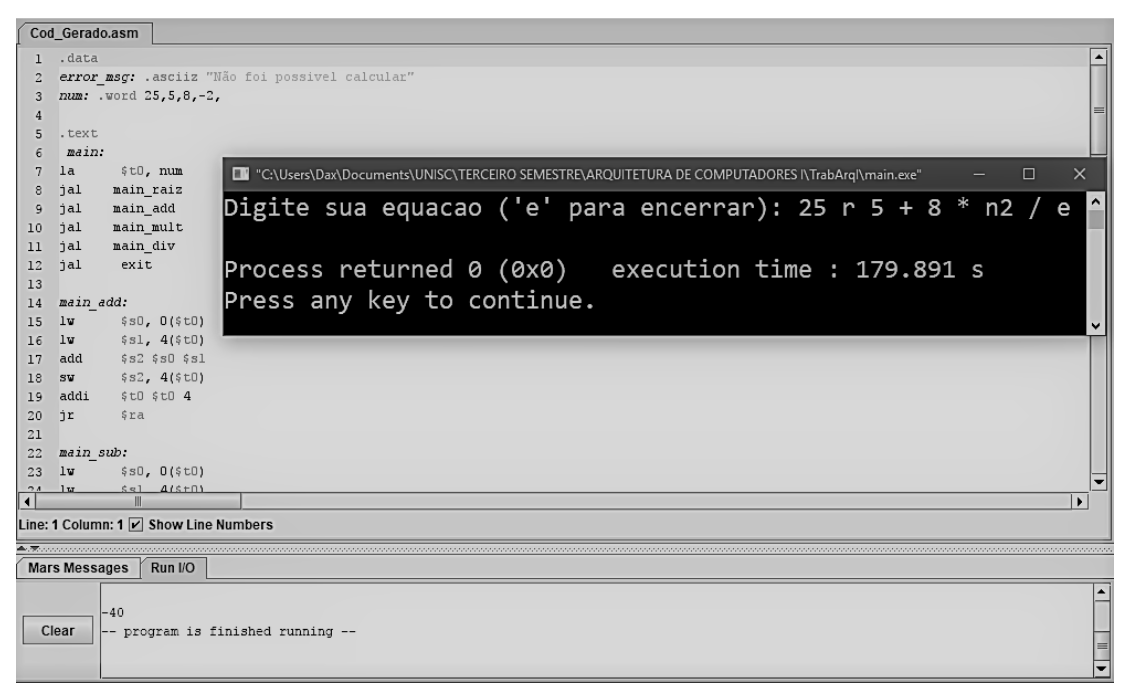 Cod_Gerado.asm
1 .data
2 error_msg: .asciiz "Não foi possivel calcular"
3 num: .word 25,5,8,-2,
4
5 .text
6 main:
7 la $t0, num
8 jal main_raiz
9 jal main_add
10 jal main_mult
11 jal main_div
12 jal exit
13
14 main_add:
15 lw $s0, 0($t0)
16 lw $s1, 4($t0)
17 add $s2 $s0 $s1
18 sw $s2, 4($t0)
19 addi $t0 $t0 4
20 jr $ra
21
22 main_sub:
23 lw $s0, 0($t0)
24 lw $s1 4($t0)
"C:\Users\Dax\Documents\UNISC\TERCEIRO SEMESTRE\ARQUITETURA DE COMPUTADORES I\TrabArqI\main.exe"
Digite sua equacao ('e' para encerrar): 25 r 5 + 8 * n2 / e
Process returned 0 (0x0) execution time : 179.891 s
Press any key to continue.
Line: 1 Column: 1 Show Line Numbers
Mars Messages Run I/O
-40
Clear
-- program is finished running --